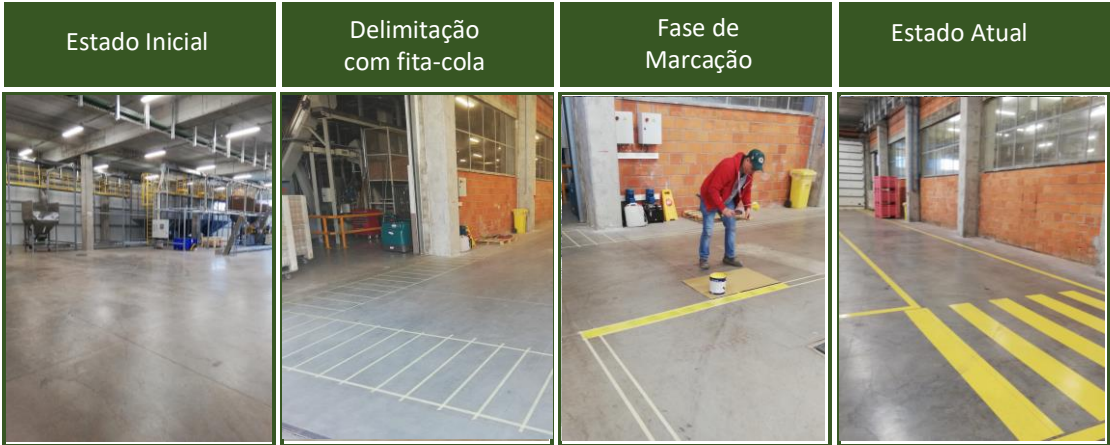 Estado Inicial
Delimitação
com fita-cola
Fase de
Marcação
Estado Atual